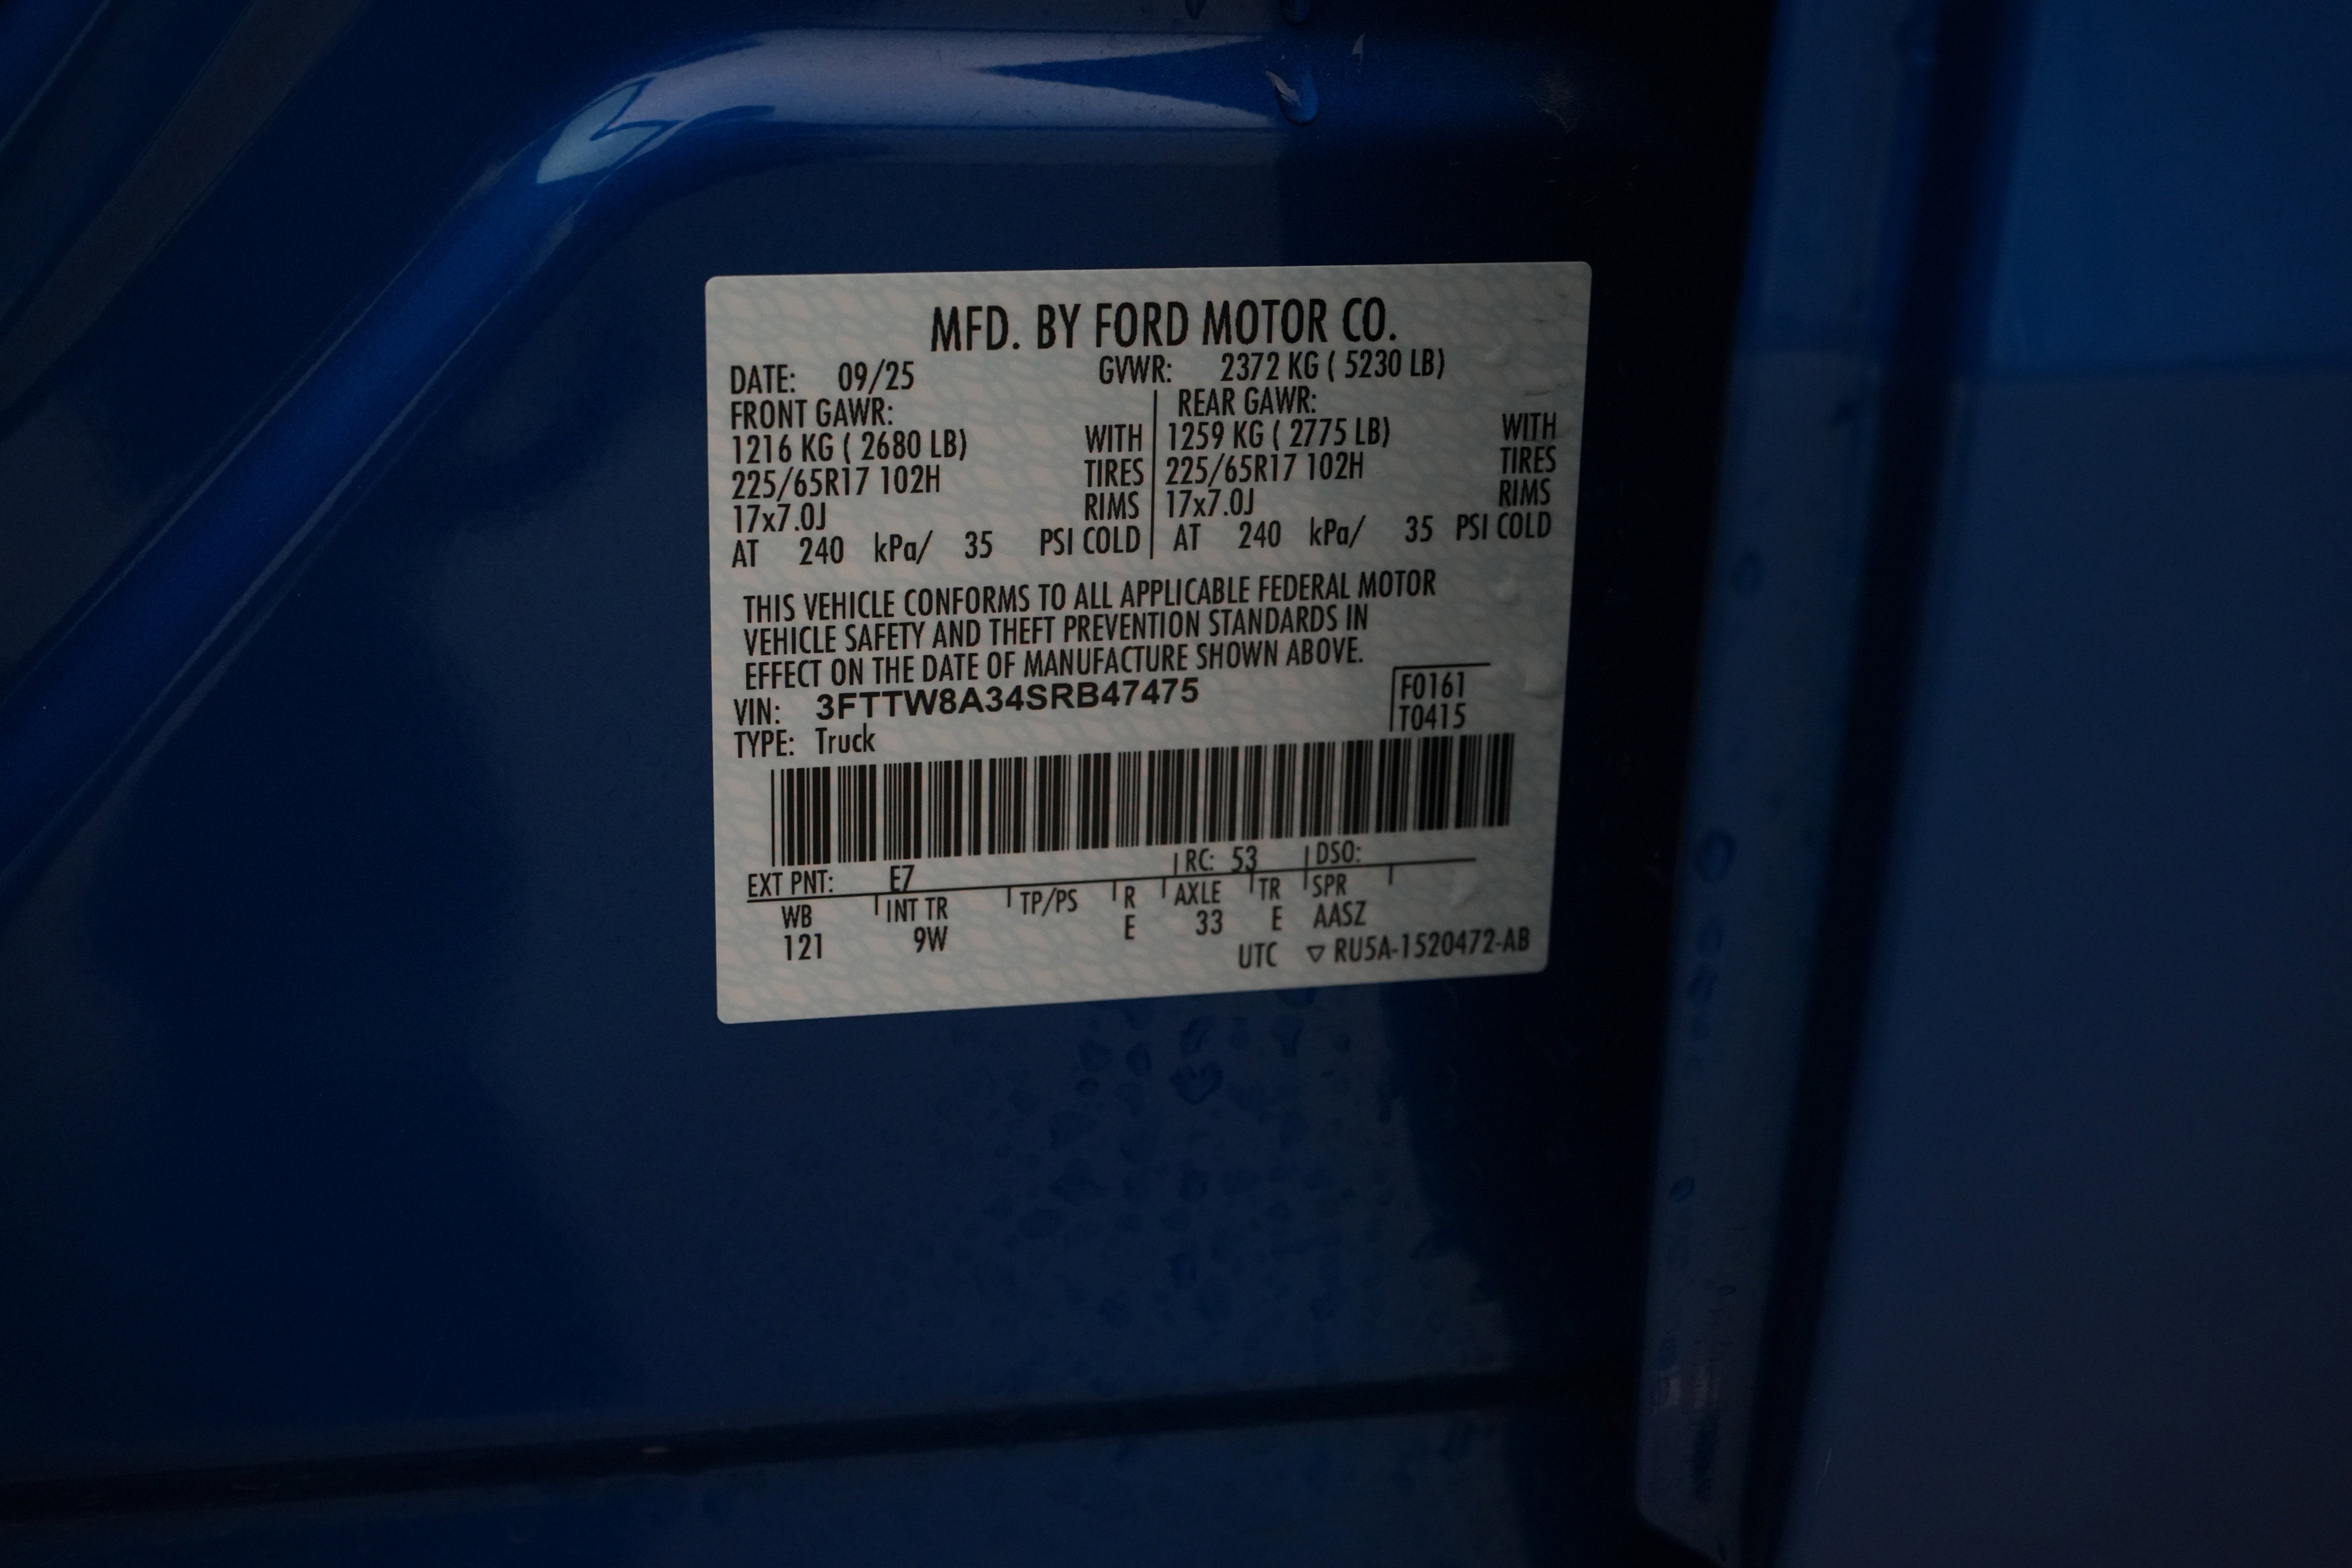 MFD. BY FORD MOTOR CO.
DATE: 09/25 GVWR: 2372 KG ( 5230 LB)
FRONT GAWR: REAR GAWR:
1216 KG ( 2680 LB) WITH 1259 KG ( 2775 LB) WITH
225/65R17 102H TIRES 225/65R17 102H TIRES
17x7.0J RIMS 17x7.0J RIMS
AT 240 kPa/ 35 PSI COLD AT 240 kPa/ 35 PSI COLD
THIS VEHICLE CONFORMS TO ALL APPLICABLE FEDERAL MOTOR
VEHICLE SAFETY AND THEFT PREVENTION STANDARDS IN
EFFECT ON THE DATE OF MANUFACTURE SHOWN ABOVE.
VIN: 3FTTW8A34SRB47475 F0161
TYPE: Truck T0415
EXT PNT: E7 RC: 53 DSO:
WB INT TR TP/PS R AXLE TR SPR
121 9W E 33 E AASZ
UTC ▽ RU5A-1520472-AB